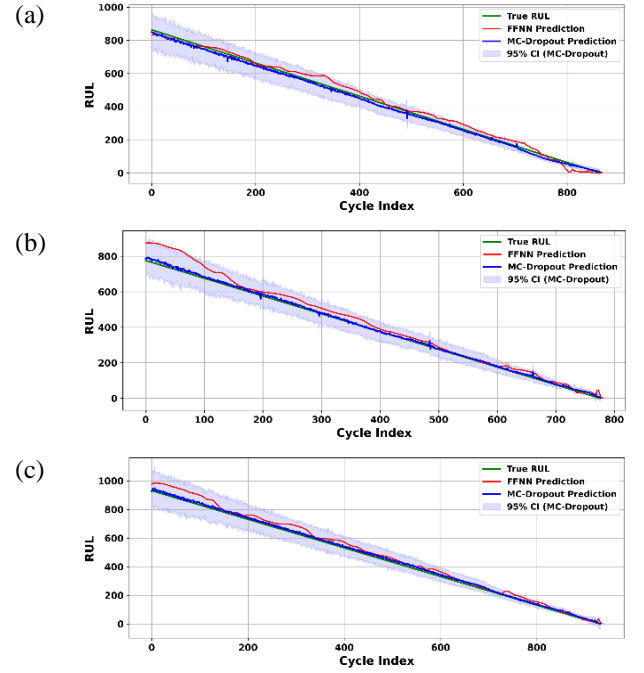 (a)
1000
800
600
400
200
0
RUL
True RUL
FFNN Prediction
MC-Dropout Prediction
95% CI (MC-Dropout)
0 200 400 600 800
Cycle Index
(b)
800
600
400
200
0
RUL
True RUL
FFNN Prediction
MC-Dropout Prediction
95% CI (MC-Dropout)
0 100 200 300 400 500 600 700 800
Cycle Index
(c)
1000
800
600
400
200
0
RUL
True RUL
FFNN Prediction
MC-Dropout Prediction
95% CI (MC-Dropout)
0 200 400 600 800
Cycle Index